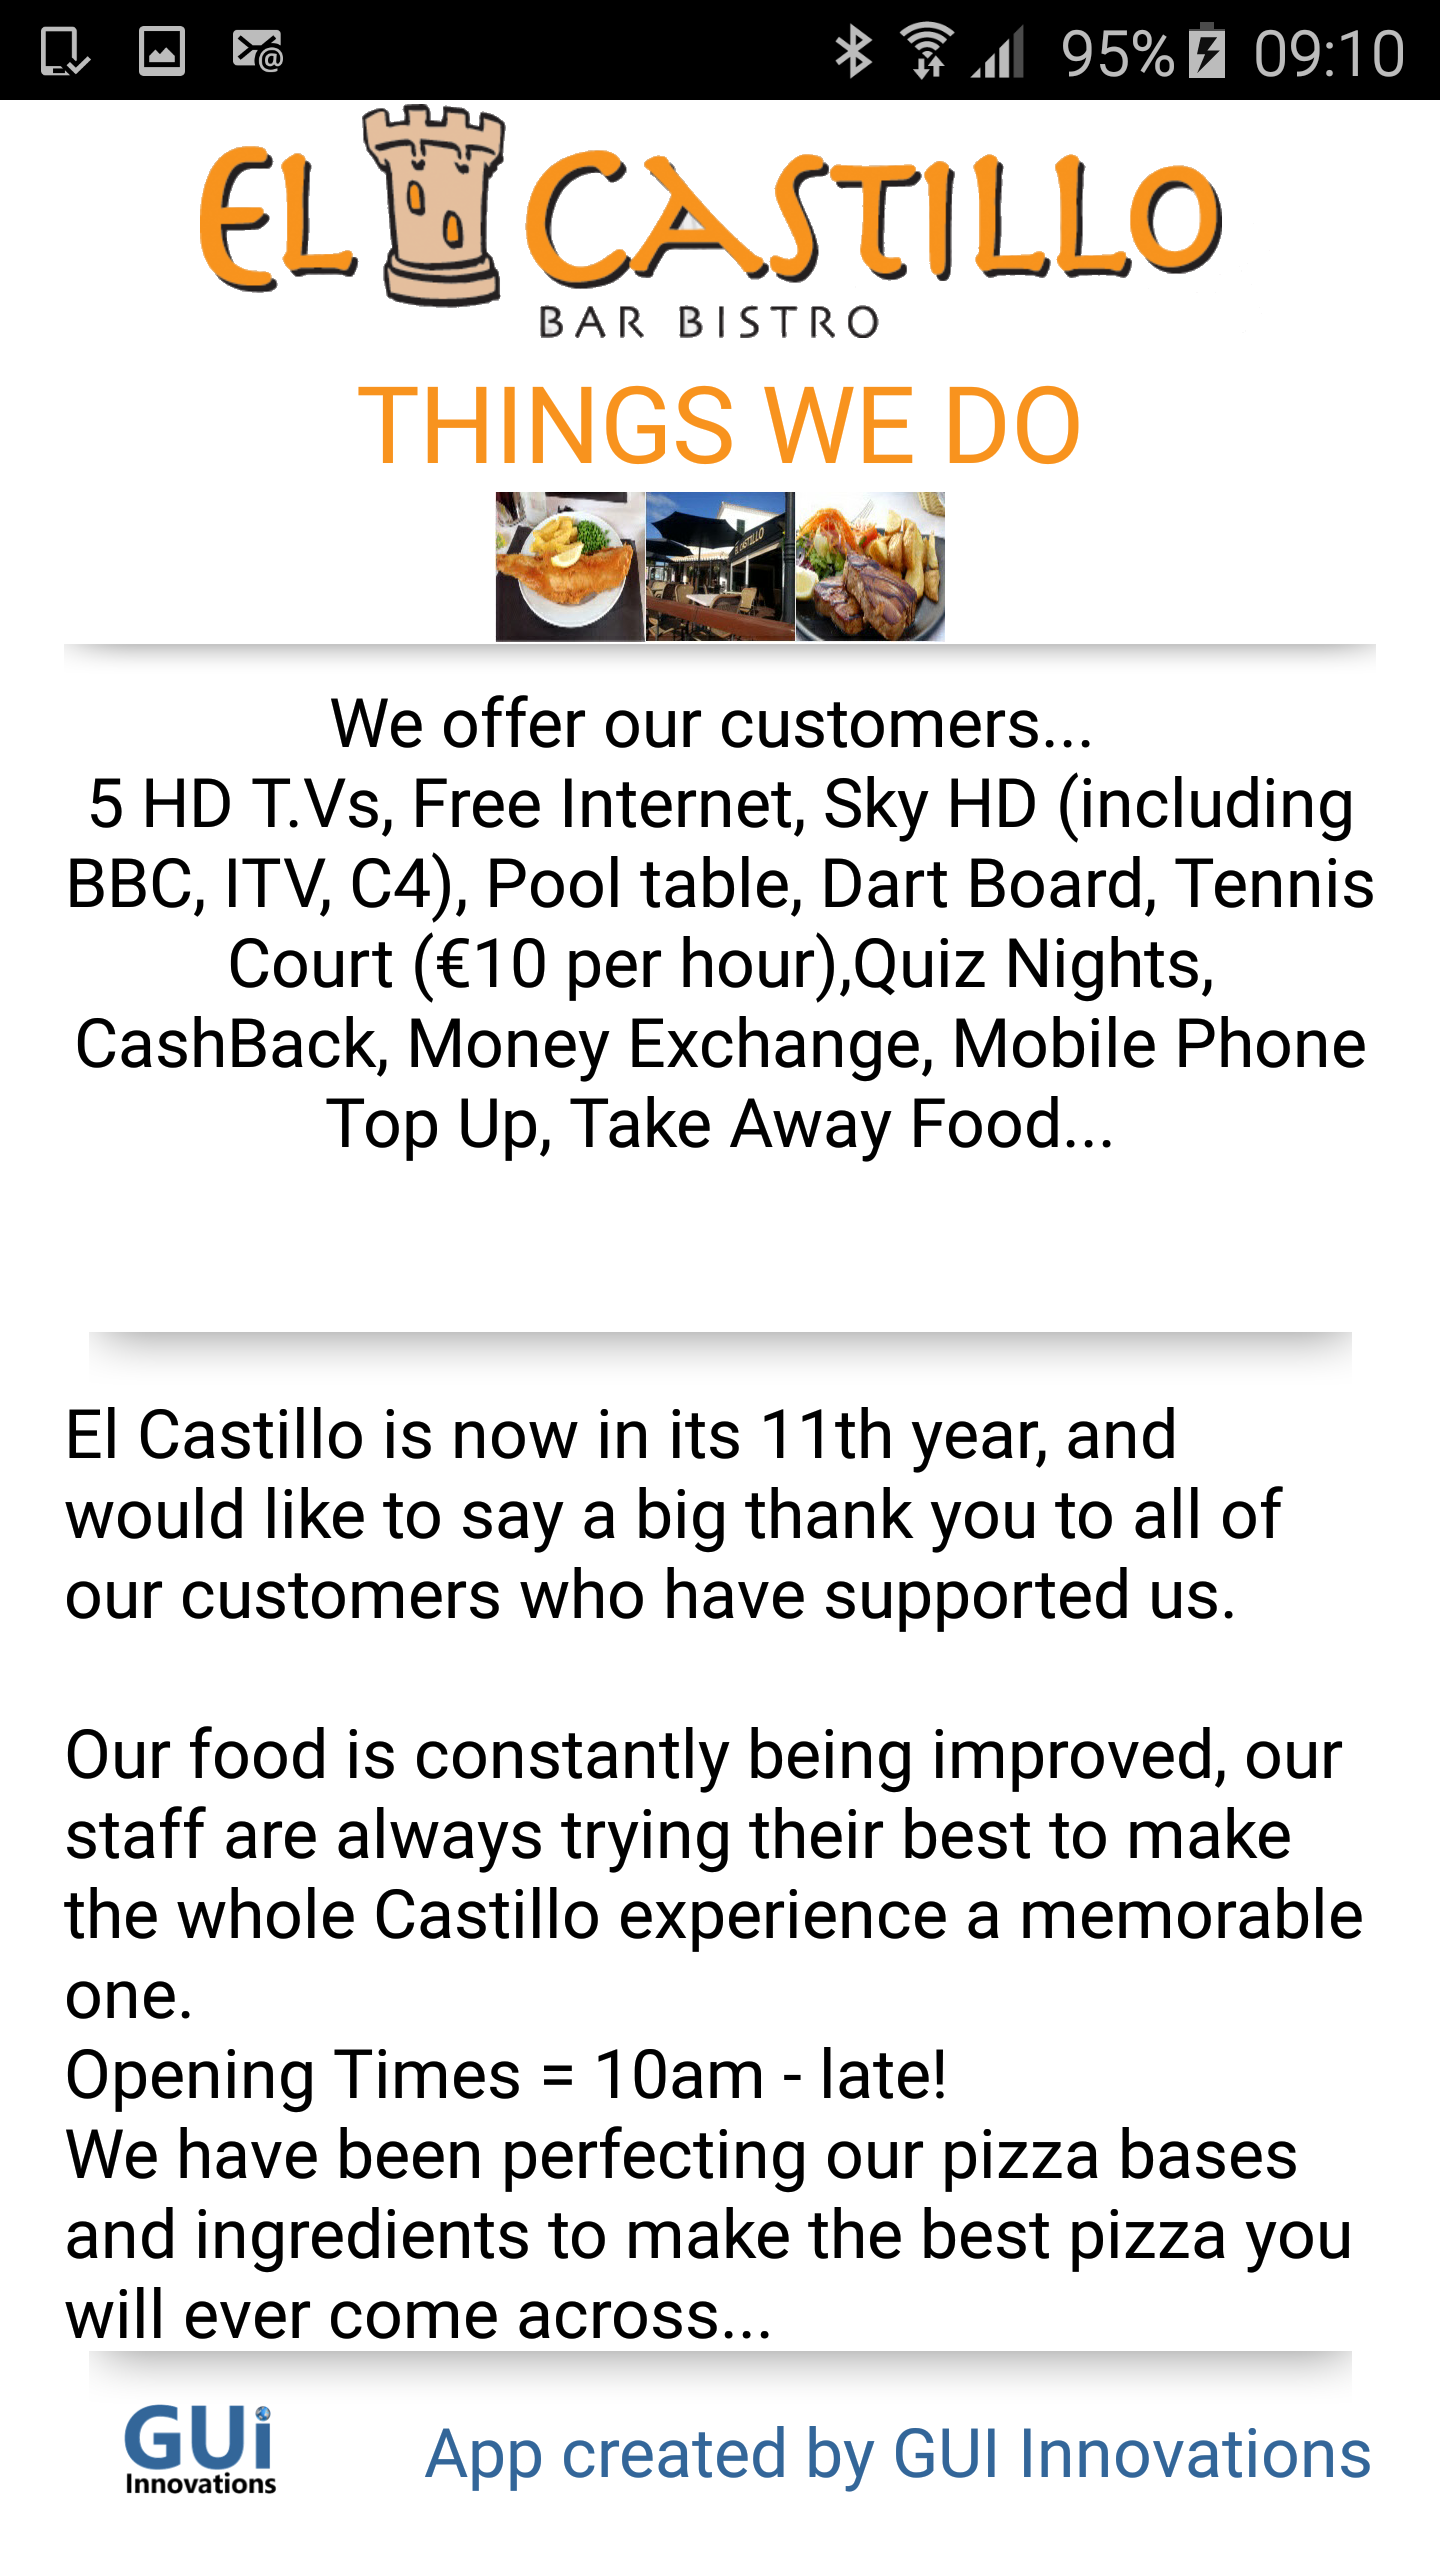 95% 09:10
EL CASTILLO
BAR BISTRO
THINGS WE DO
EL CASTILLO
We offer our customers...
5 HD T.Vs, Free Internet, Sky HD (including
BBC, ITV, C4), Pool table, Dart Board, Tennis
Court (€10 per hour),Quiz Nights,
CashBack, Money Exchange, Mobile Phone
Top Up, Take Away Food...
El Castillo is now in its 11th year, and
would like to say a big thank you to all of
our customers who have supported us.
Our food is constantly being improved, our
staff are always trying their best to make
the whole Castillo experience a memorable
one.
Opening Times = 10am - late!
We have been perfecting our pizza bases
and ingredients to make the best pizza you
will ever come across...
GUi
Innovations
App created by GUI Innovations